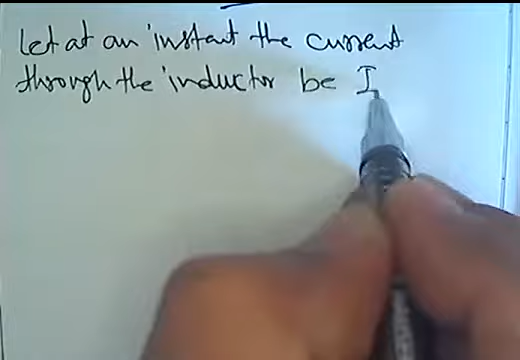 Let at an instant the current
through the inductor be I